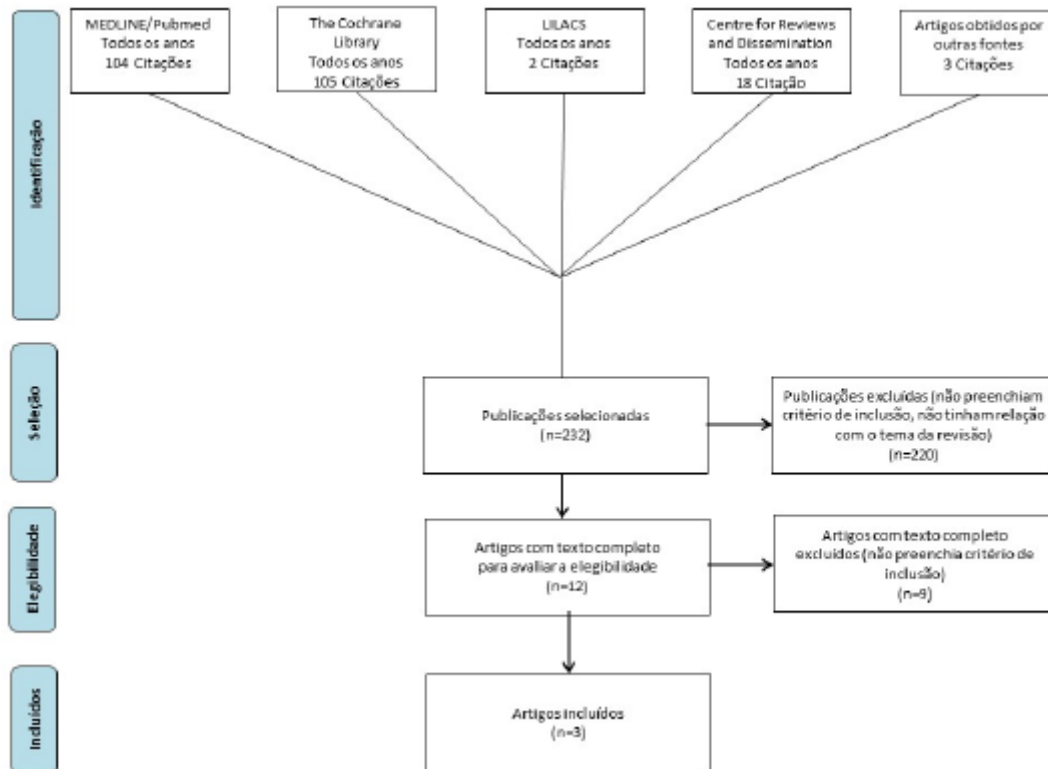 MEDLINE/Pubmed
Todos os anos
104 Citações
The Cochrane
Library
Todos os anos
105 Citações
LILACS
Todos os anos
2 Citações
Centre for Reviews
and Dissemination
Todos os anos
18 Citação
Artigos obtidos por
outras fontes
3 Citações
Identificação
Seleção
Publicações selecionadas
(n=232)
Publicações excluídas (não preenchiam
critério de inclusão, não tinham relação
com o tema da revisão)
(n=220)
Elegibilidade
Artigos com texto completo
para avaliar a elegibilidade
(n=12)
Artigos com texto completo
excluídos (não preenchia critério de
inclusão)
(n=9)
Incluídos
Artigos incluídos
(n=3)